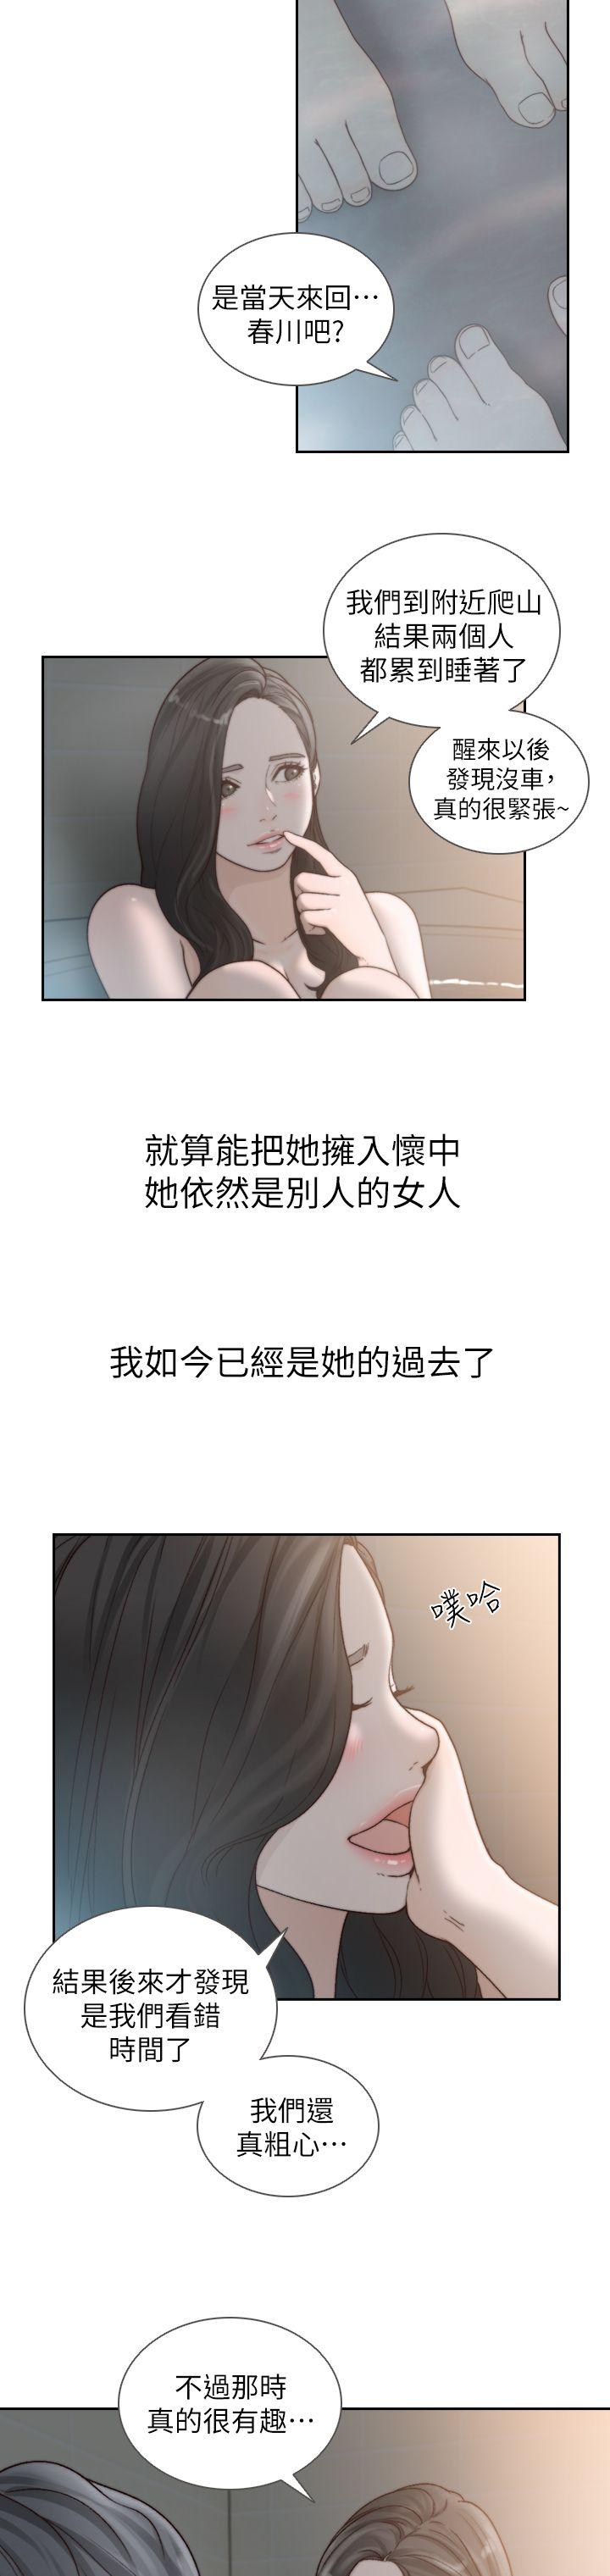 是當天來回…
春川吧?
我們到附近爬山
結果兩個人
都累到睡著了
醒來以後
發現沒車,
真的很緊張~
就算能把她擁入懷中
她依然是別人的女人
我如今已經是她的過去了
噗哈
結果後來才發現
是我們看錯
時間了
我們還
真粗心…
不過那時
真的很有趣…